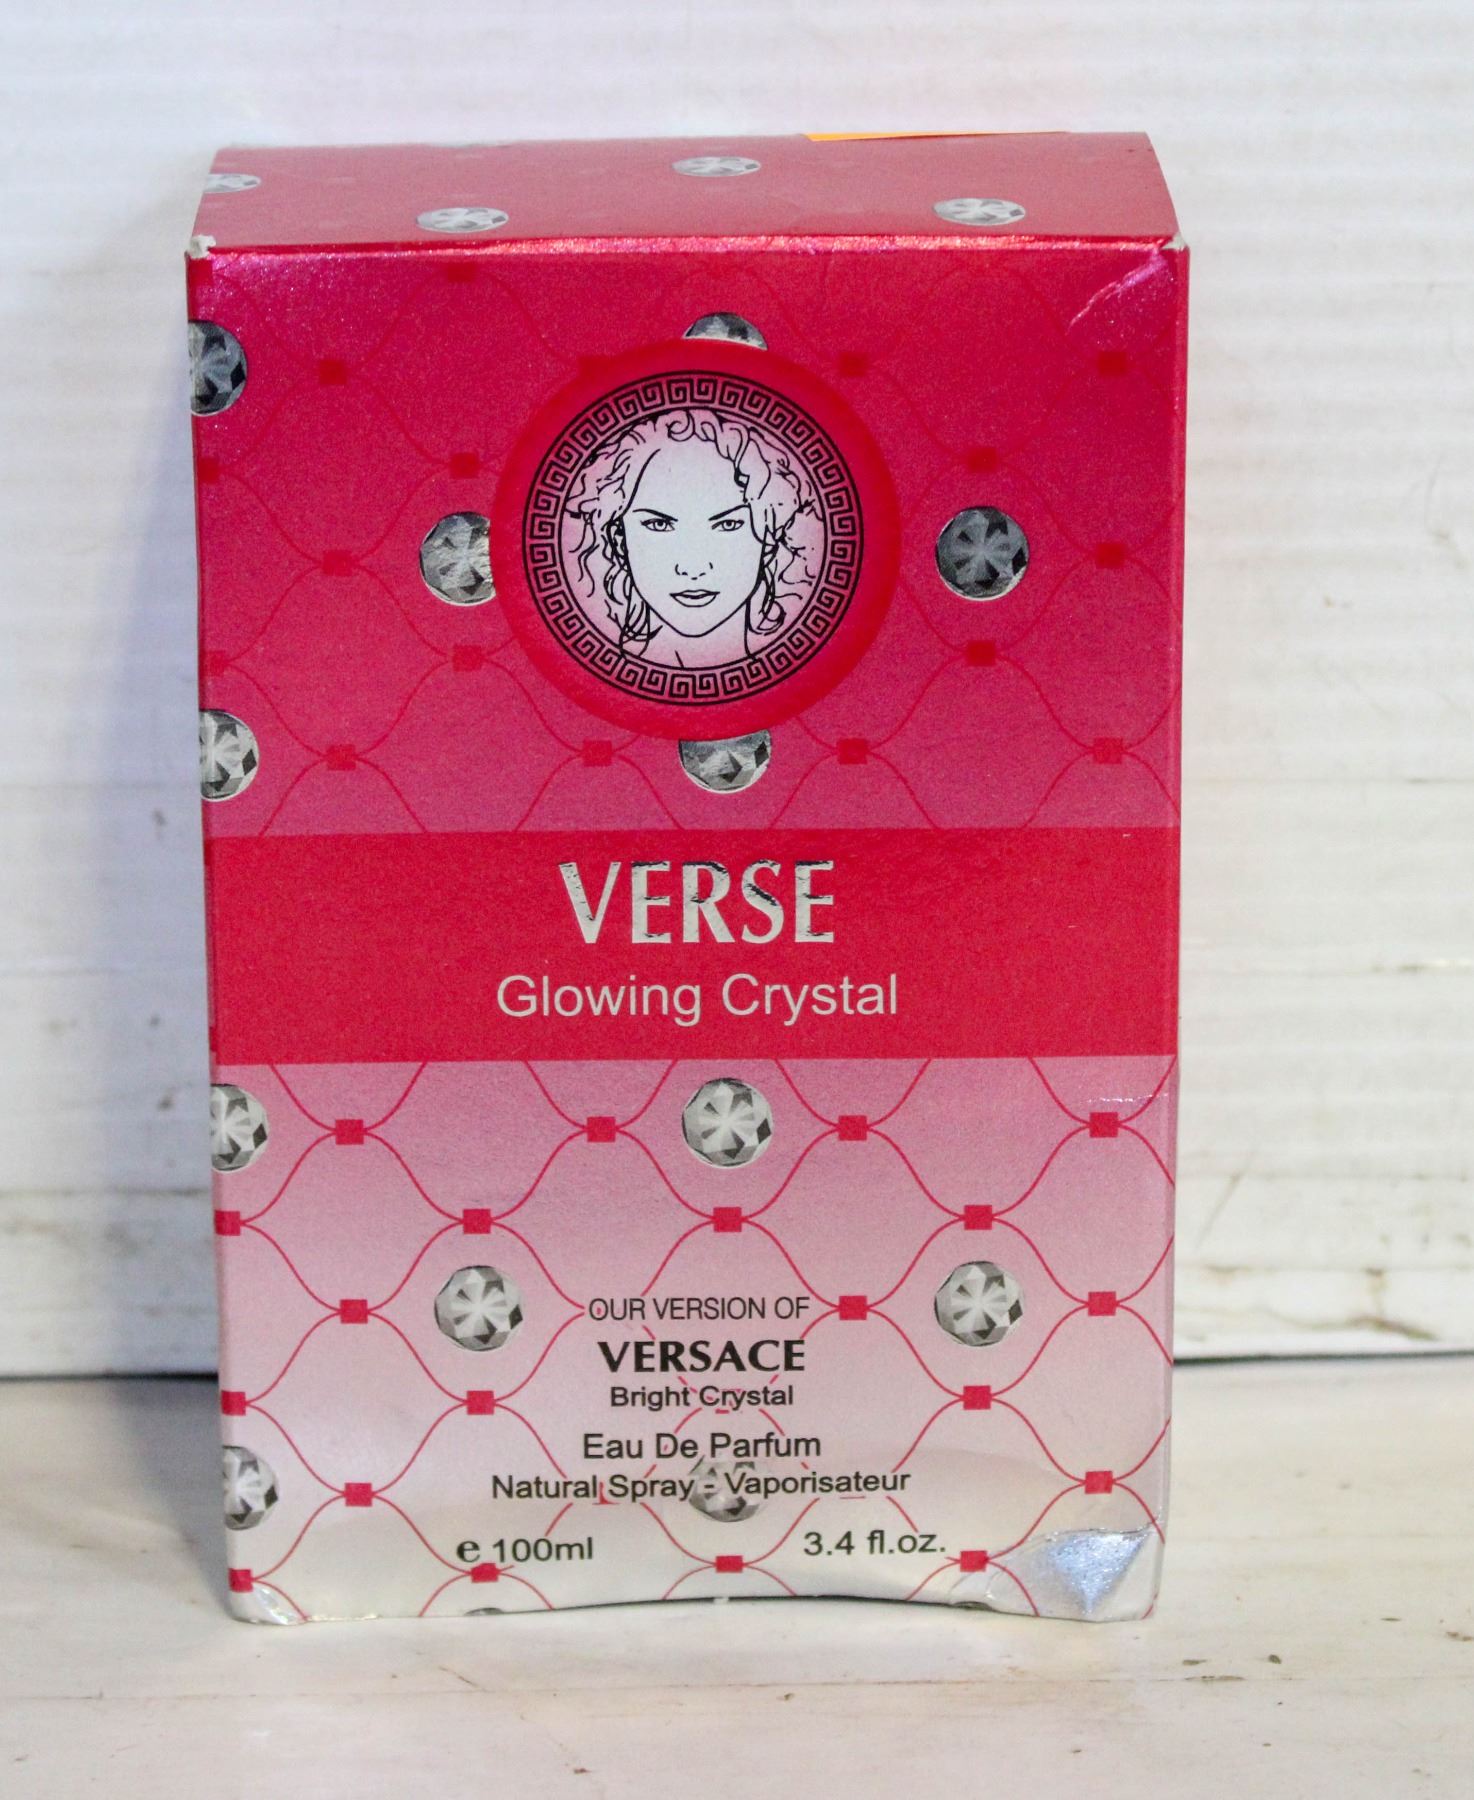 VERSE
Glowing Crystal
OUR VERSION OF
VERSACE
Bright Crystal
Eau De Parfum
Natural Spray - Vaporisateur
℮ 100ml 3.4 fl.oz.